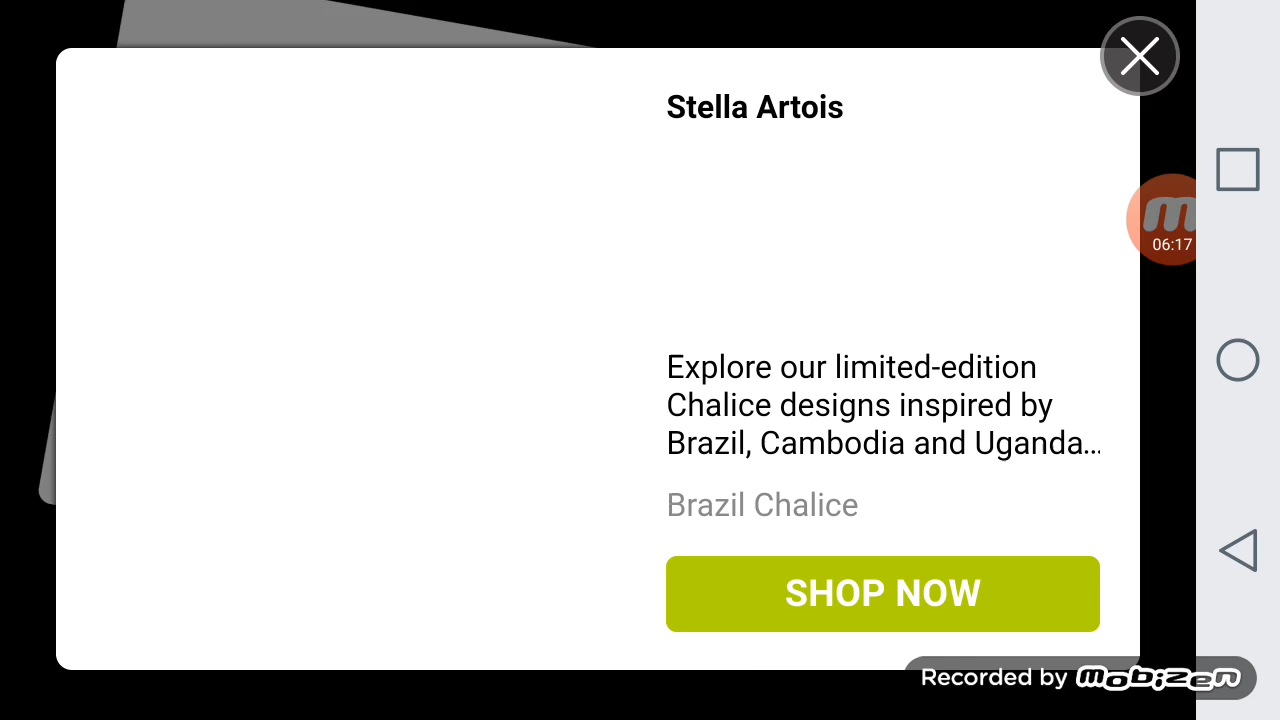 Stella Artois
06:17
Explore our limited-edition
Chalice designs inspired by
Brazil, Cambodia and Uganda...
Brazil Chalice
SHOP NOW
Recorded by mobizen